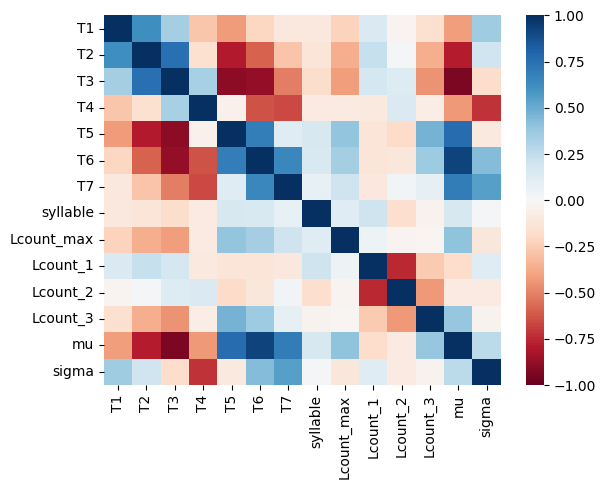 T1
T2
T3
T4
T5
T6
T7
syllable
Lcount_max
Lcount_1
Lcount_2
Lcount_3
mu
sigma
T1
T2
T3
T4
T5
T6
T7
syllable
Lcount_max
Lcount_1
Lcount_2
Lcount_3
mu
sigma
1.00
0.75
0.50
0.25
0.00
−0.25
−0.50
−0.75
−1.00